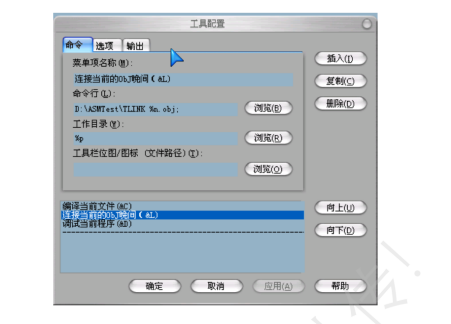 工具配置
命令 选项 输出
菜单项名称(M):
连接当前的ObJ晚间(&L)
命令行(L):
D:\ASMTest\TLINK %n.obj;
浏览(B)
工作目录(W):
%p
浏览(R)
工具栏位图/图标 (文件路径)(T):
浏览(O)
插入(I)
复制(C)
删除(D)
编译当前文件(&C)
连接当前的ObJ晚间(&L)
调试当前程序(&D)
向上(U)
向下(D)
确定 取消 应用(A) 帮助